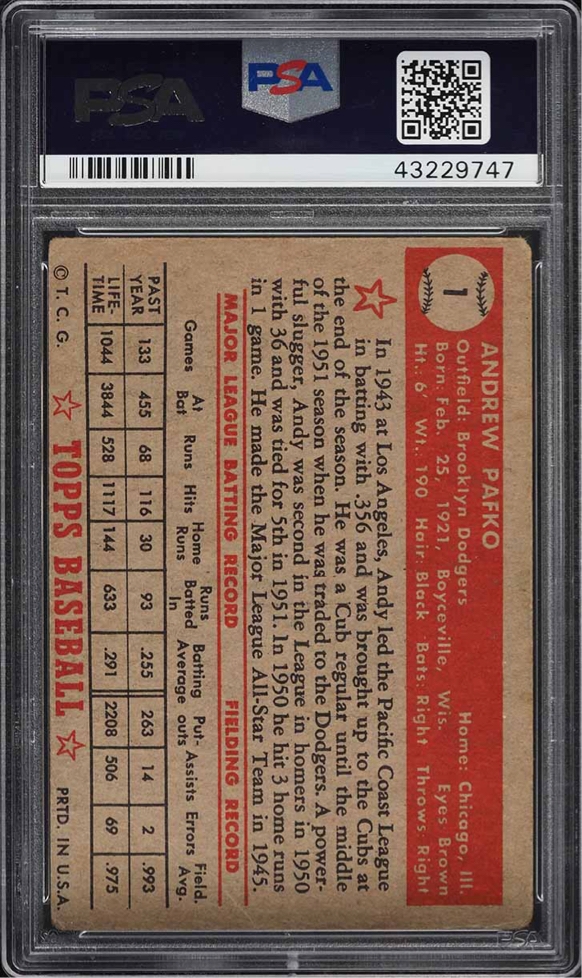 PSA
PSA
43229747
1
ANDREW PAFKO
Outfield: Brooklyn Dodgers Home: Chicago, Ill.
Born: Feb. 25, 1921, Boyceville, Wis. Eyes Brown
Ht.: 6' Wt.. 190 Hair: Black Bats: Right Throws: Right
In 1943 at Los Angeles, Andy led the Pacific Coast League
in batting with .356 and was brought up to the Cubs at
the end of the season. He was a Cub regular until the middle
of the 1951 season when he was traded to the Dodgers. A power-
ful slugger, Andy was second in the League in homers in 1950
with 36 and was tied for 5th in 1951. In 1950 he hit 3 home runs
in 1 game. He made the Major League All-Star Team in 1945.
MAJOR LEAGUE BATTING RECORD FIELDING RECORD
Games At Bat Runs Hits Home Runs Runs Batted In Batting Average Put-outs Assists Errors Field. Avg.
PAST YEAR 133 455 68 116 30 93 .255 263 14 2 .993
LIFE-TIME 1044 3844 528 1117 144 633 .291 2208 506 69 .975
© T. C. G. ☆ TOPPS BASEBALL ☆ PRTD. IN U.S.A.
PSA